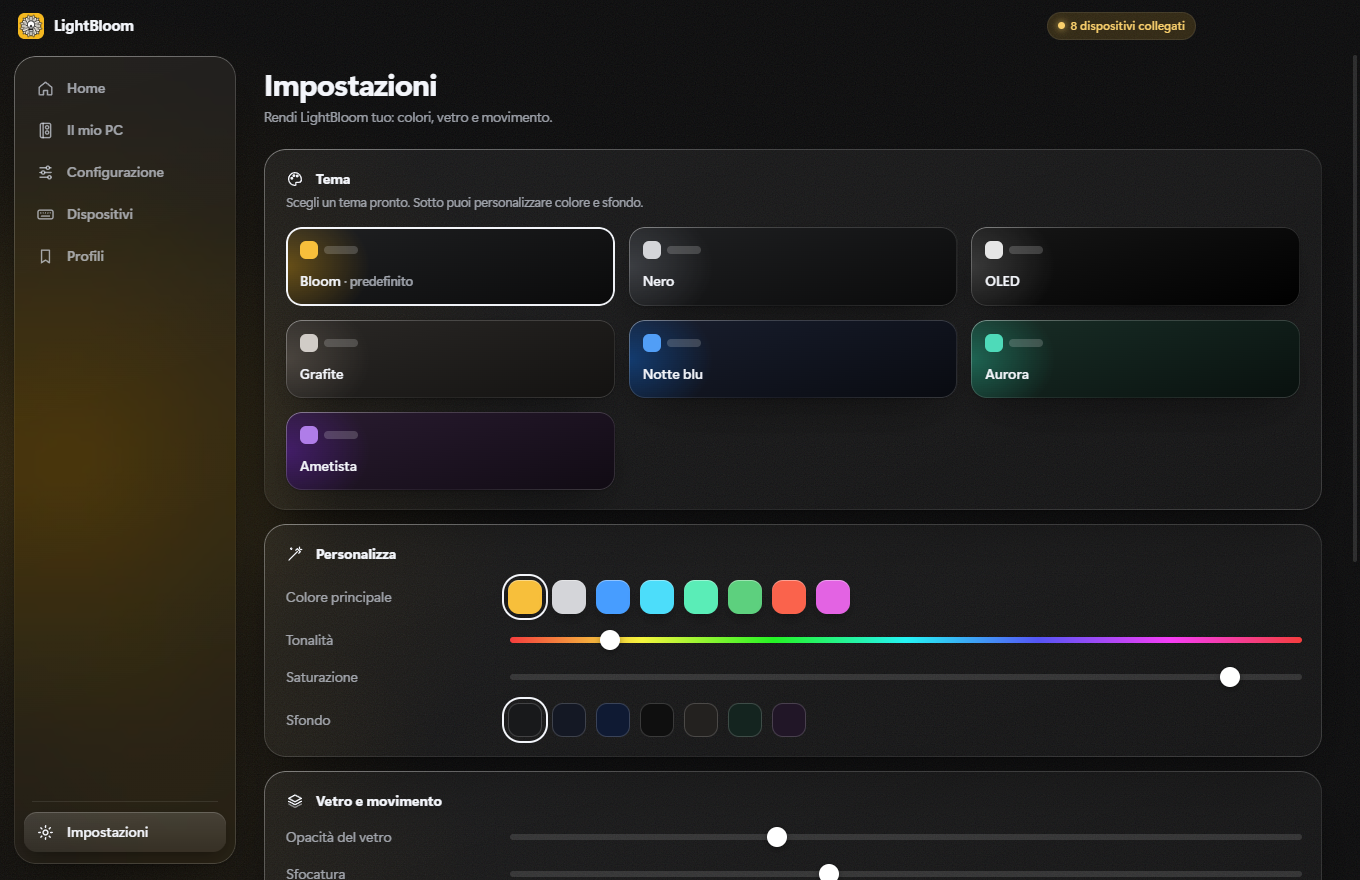 LightBloom
8 dispositivi collegati
Home
Il mio PC
Configurazione
Dispositivi
Profili
Impostazioni
Impostazioni
Rendi LightBloom tuo: colori, vetro e movimento.
Tema
Scegli un tema pronto. Sotto puoi personalizzare colore e sfondo.
Bloom · predefinito
Nero
OLED
Grafite
Notte blu
Aurora
Ametista
Personalizza
Colore principale
Tonalità
Saturazione
Sfondo
Vetro e movimento
Opacità del vetro
Sfocatura